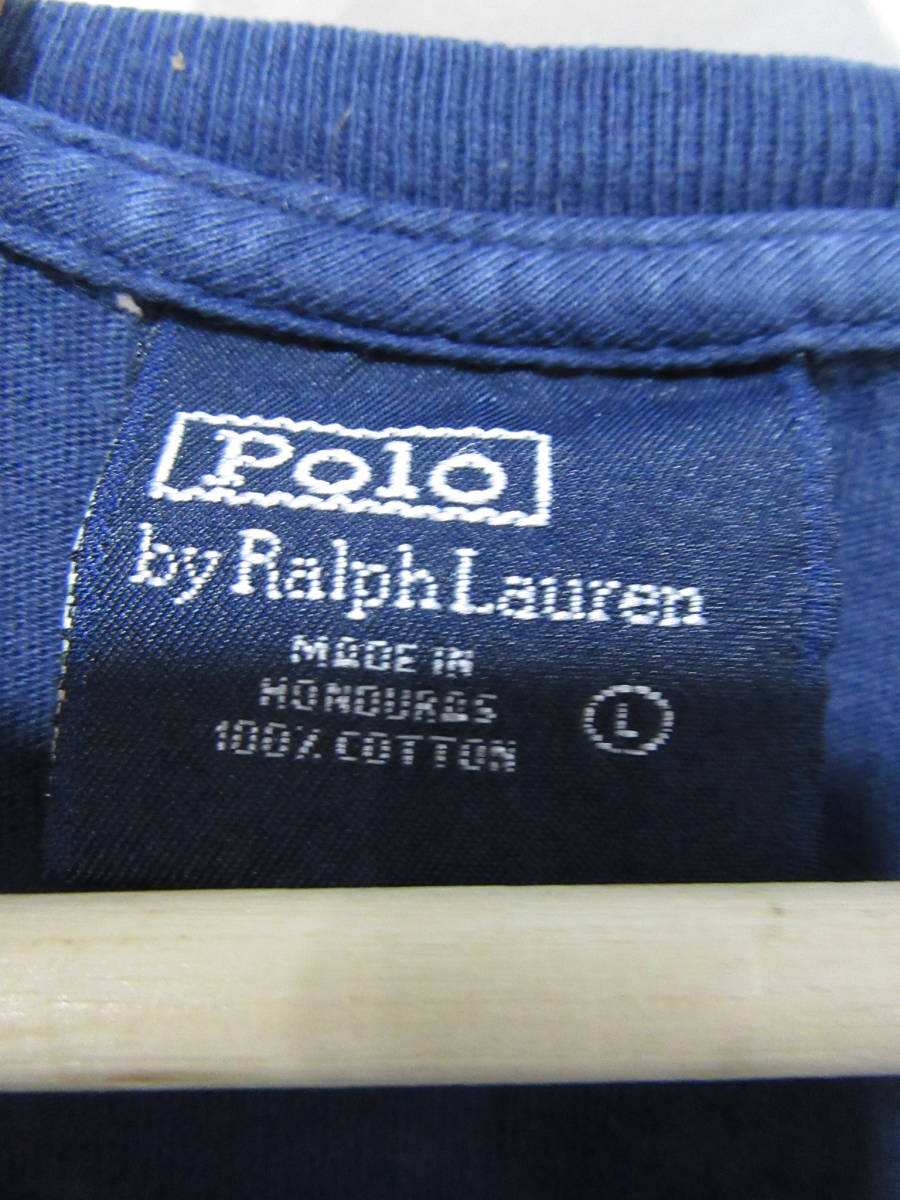 Polo
by Ralph Lauren
MADE IN
HONDURAS
100% COTTON
L